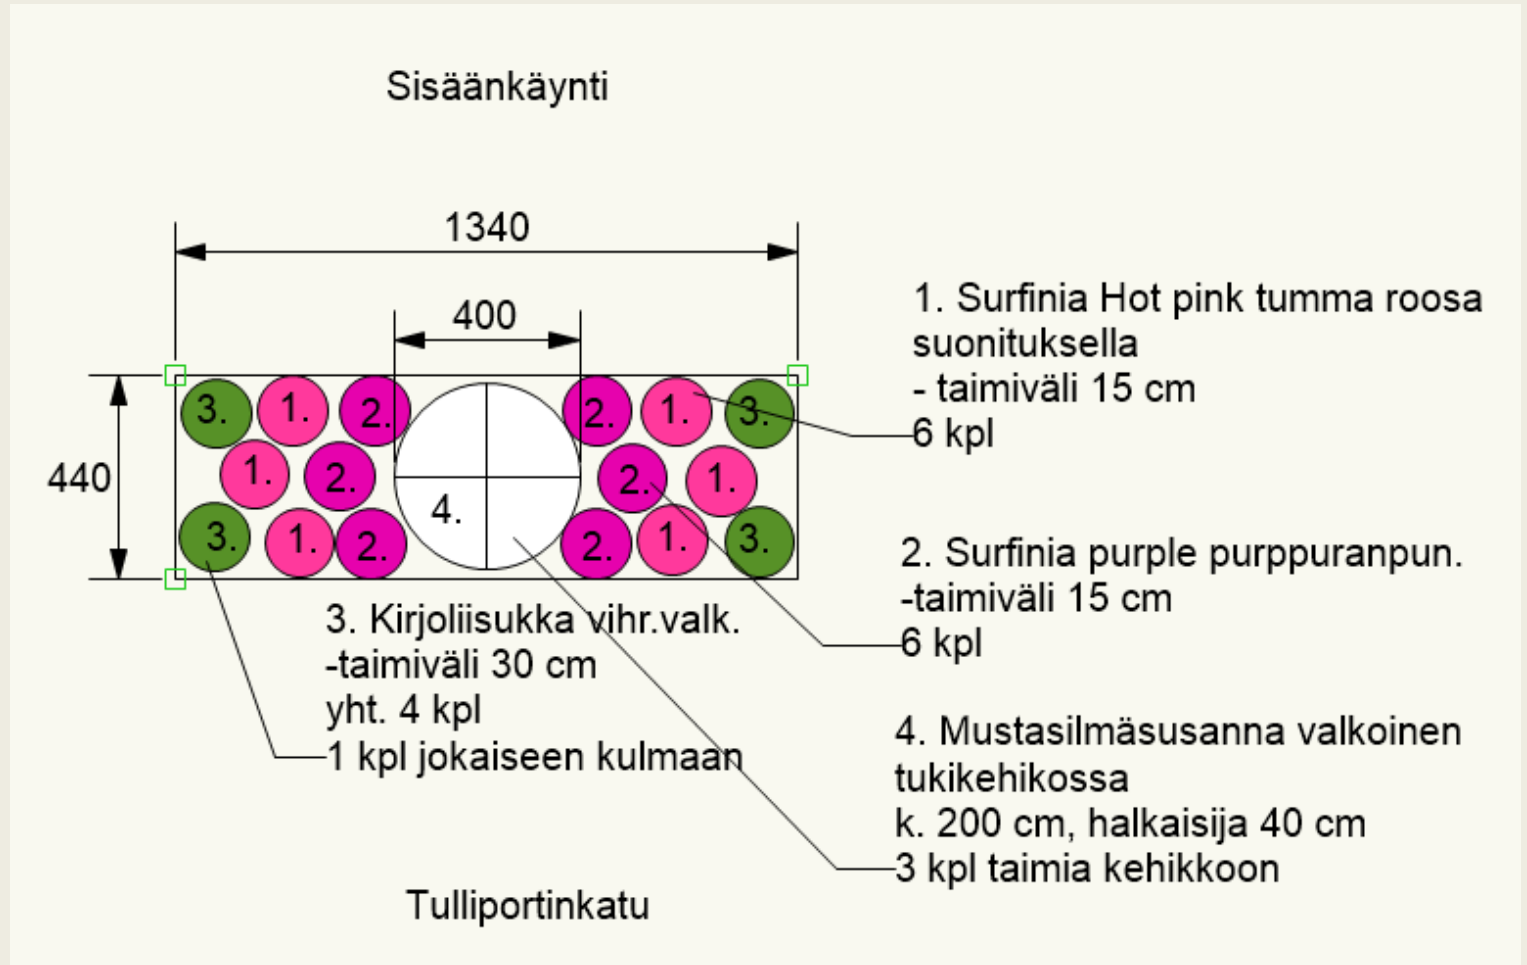 Sisäänkäynti
1340
400
440
3. 1. 2. 2. 1. 3.
1. 2. 2. 1.
4.
3. 1. 2. 2. 1. 3.
1. Surfinia Hot pink tumma roosa
suonituksella
- taimiväli 15 cm
6 kpl
2. Surfinia purple purppuranpun.
-taimiväli 15 cm
6 kpl
3. Kirjoliisukka vihr.valk.
-taimiväli 30 cm
yht. 4 kpl
1 kpl jokaiseen kulmaan
4. Mustasilmäsusanna valkoinen
tukikehikossa
k. 200 cm, halkaisija 40 cm
3 kpl taimia kehikkoon
Tulliportinkatu